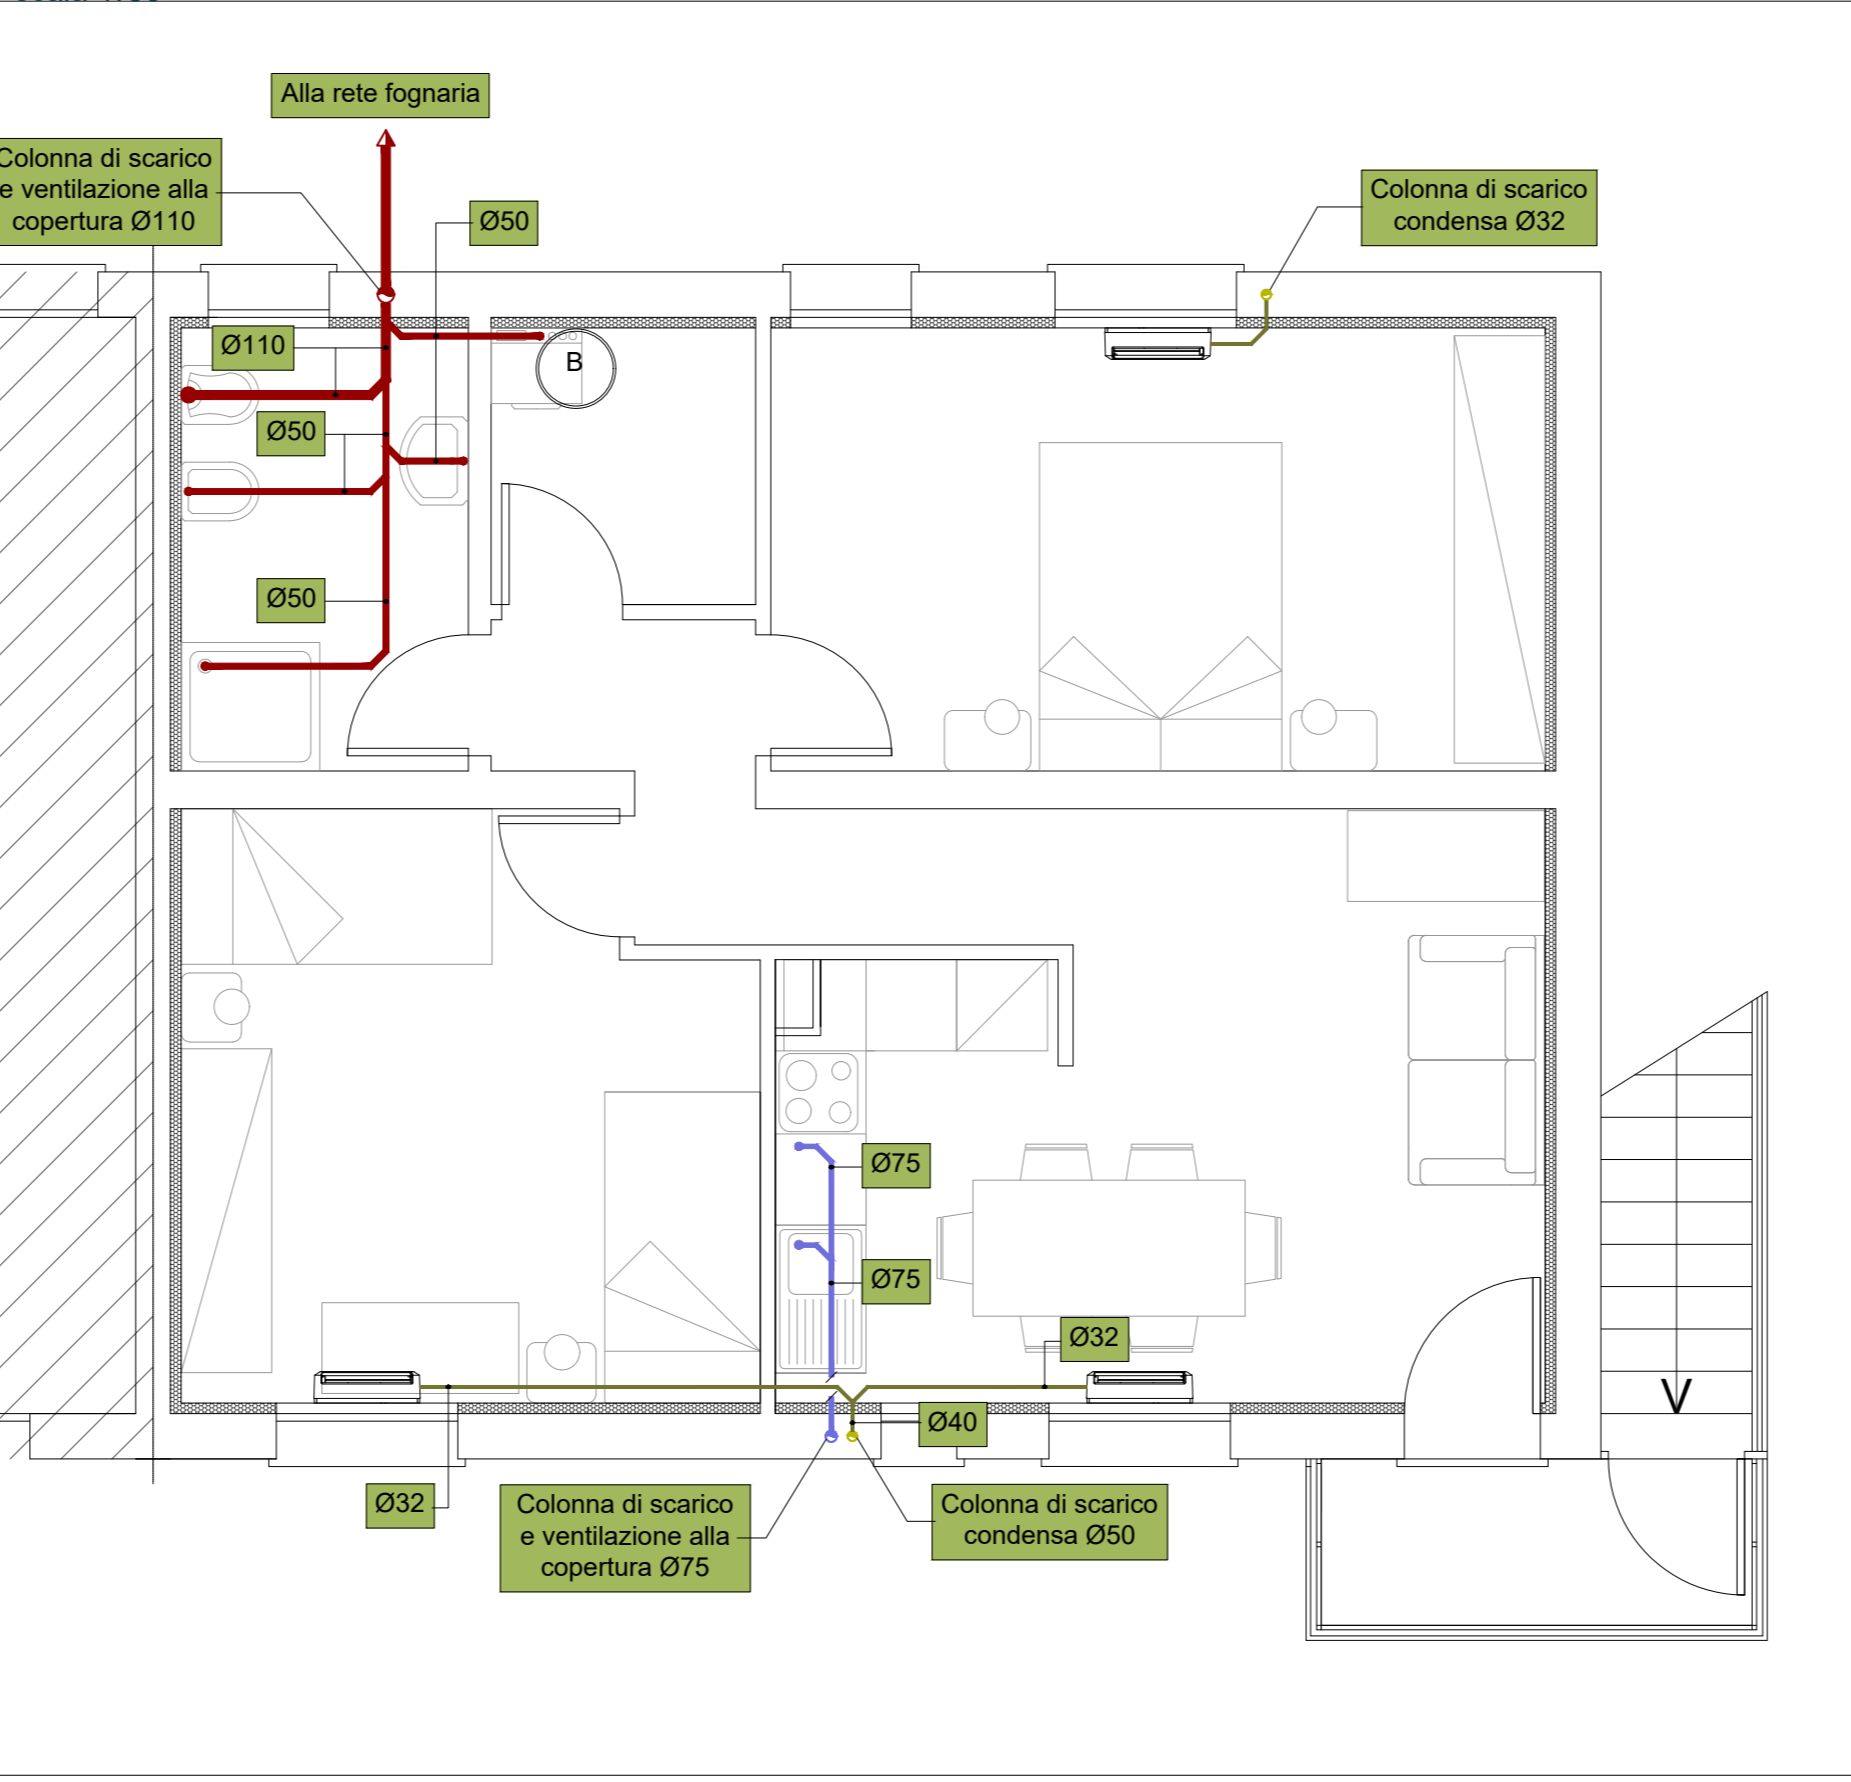 Alla rete fognaria
Colonna di scarico
e ventilazione alla
copertura Ø110
Ø50
Colonna di scarico
condensa Ø32
Ø110
B
Ø50
Ø50
Ø75
Ø75
Ø32
V
Ø40
Ø32
Colonna di scarico
e ventilazione alla
copertura Ø75
Colonna di scarico
condensa Ø50